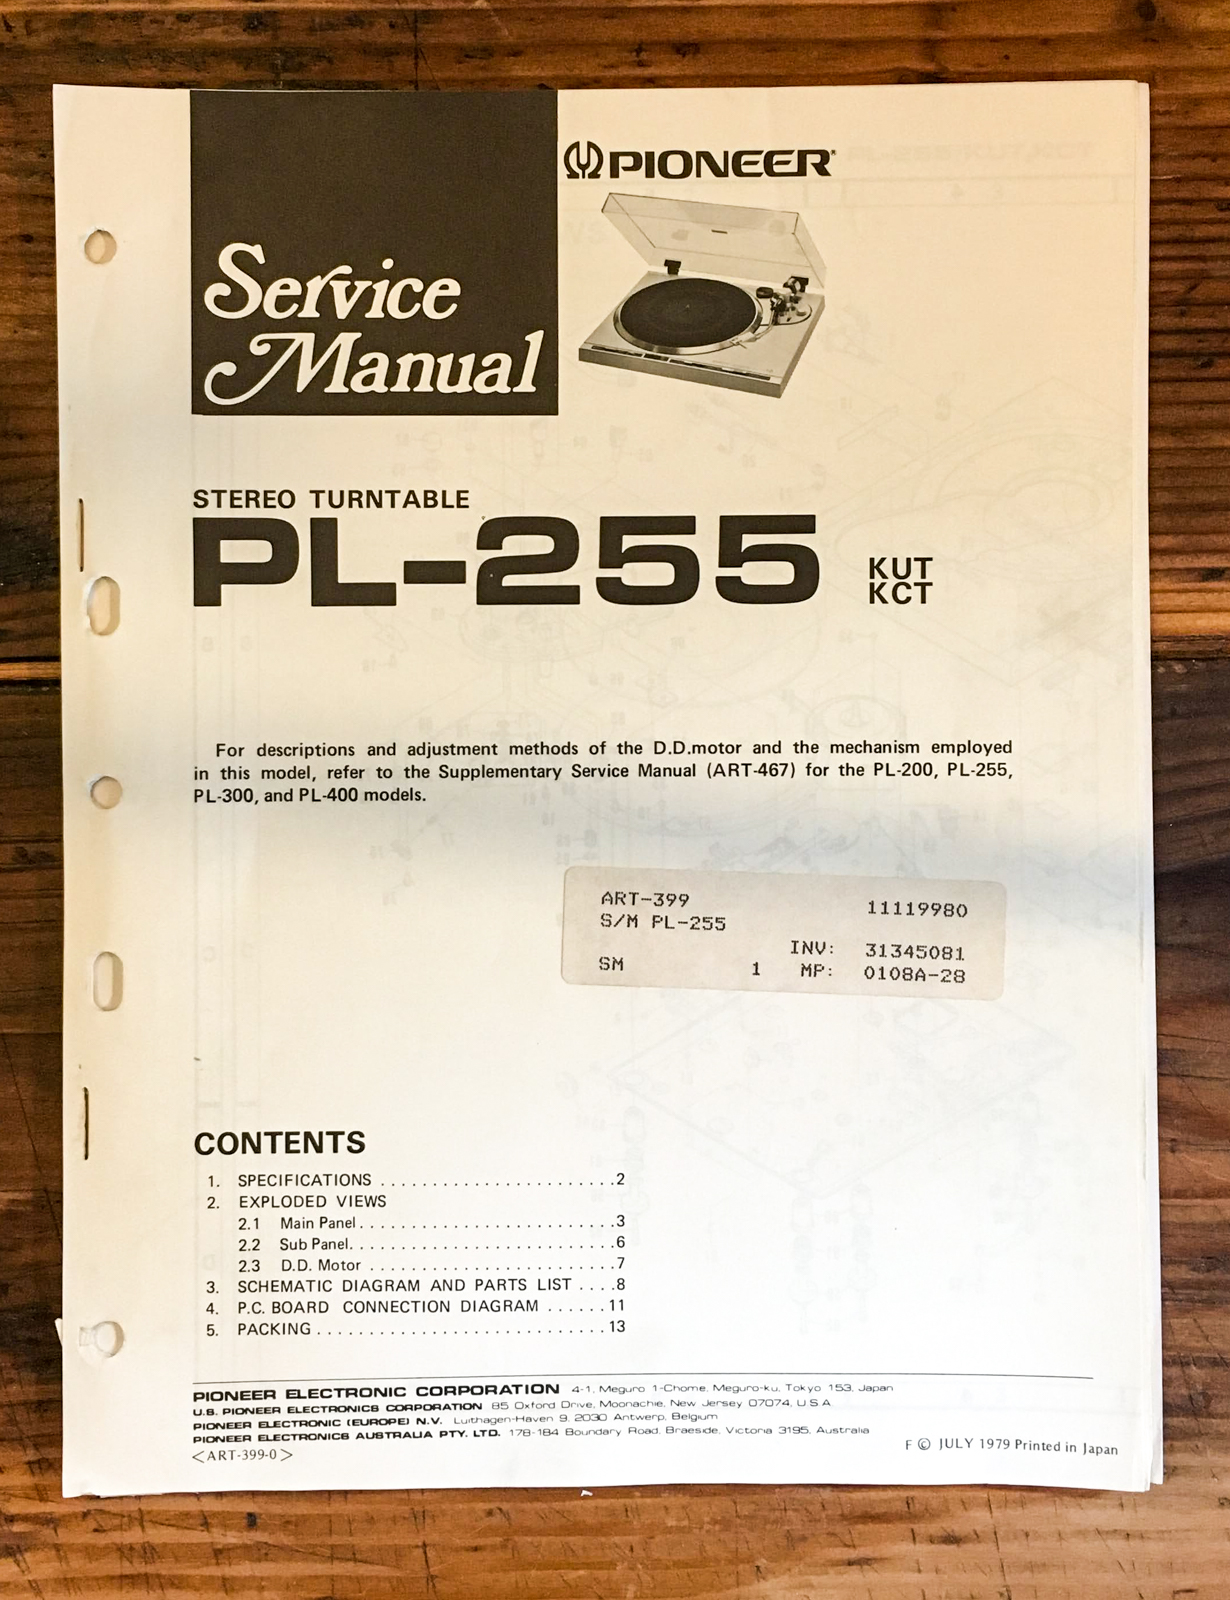 Service
Manual
PIONEER®
STEREO TURNTABLE
PL-255 KUT
KCT
For descriptions and adjustment methods of the D.D.motor and the mechanism employed
in this model, refer to the Supplementary Service Manual (ART-467) for the PL-200, PL-255,
PL-300, and PL-400 models.
ART-399 11119980
S/M PL-255
INV: 31345081
SM 1 MP: 0108A-28
CONTENTS
1. SPECIFICATIONS . . . . . . . . . . . . . . . . . . . . . . . 2
2. EXPLODED VIEWS
2.1 Main Panel . . . . . . . . . . . . . . . . . . . . . . . . . 3
2.2 Sub Panel . . . . . . . . . . . . . . . . . . . . . . . . . . 6
2.3 D.D. Motor . . . . . . . . . . . . . . . . . . . . . . . . 7
3. SCHEMATIC DIAGRAM AND PARTS LIST . . . . 8
4. P.C. BOARD CONNECTION DIAGRAM . . . . . . 11
5. PACKING . . . . . . . . . . . . . . . . . . . . . . . . . . . . 13
PIONEER ELECTRONIC CORPORATION 4-1, Meguro 1-Chome, Meguro-ku, Tokyo 153, Japan
U.S. PIONEER ELECTRONICS CORPORATION 85 Oxford Drive, Moonachie, New Jersey 07074, U.S.A.
PIONEER ELECTRONIC (EUROPE) N.V. Luithagen-Haven 9, 2030 Antwerp, Belgium
PIONEER ELECTRONICS AUSTRALIA PTY. LTD. 178-184 Boundary Road, Braeside, Victoria 3195, Australia
<ART-399-0>
F © JULY 1979 Printed in Japan